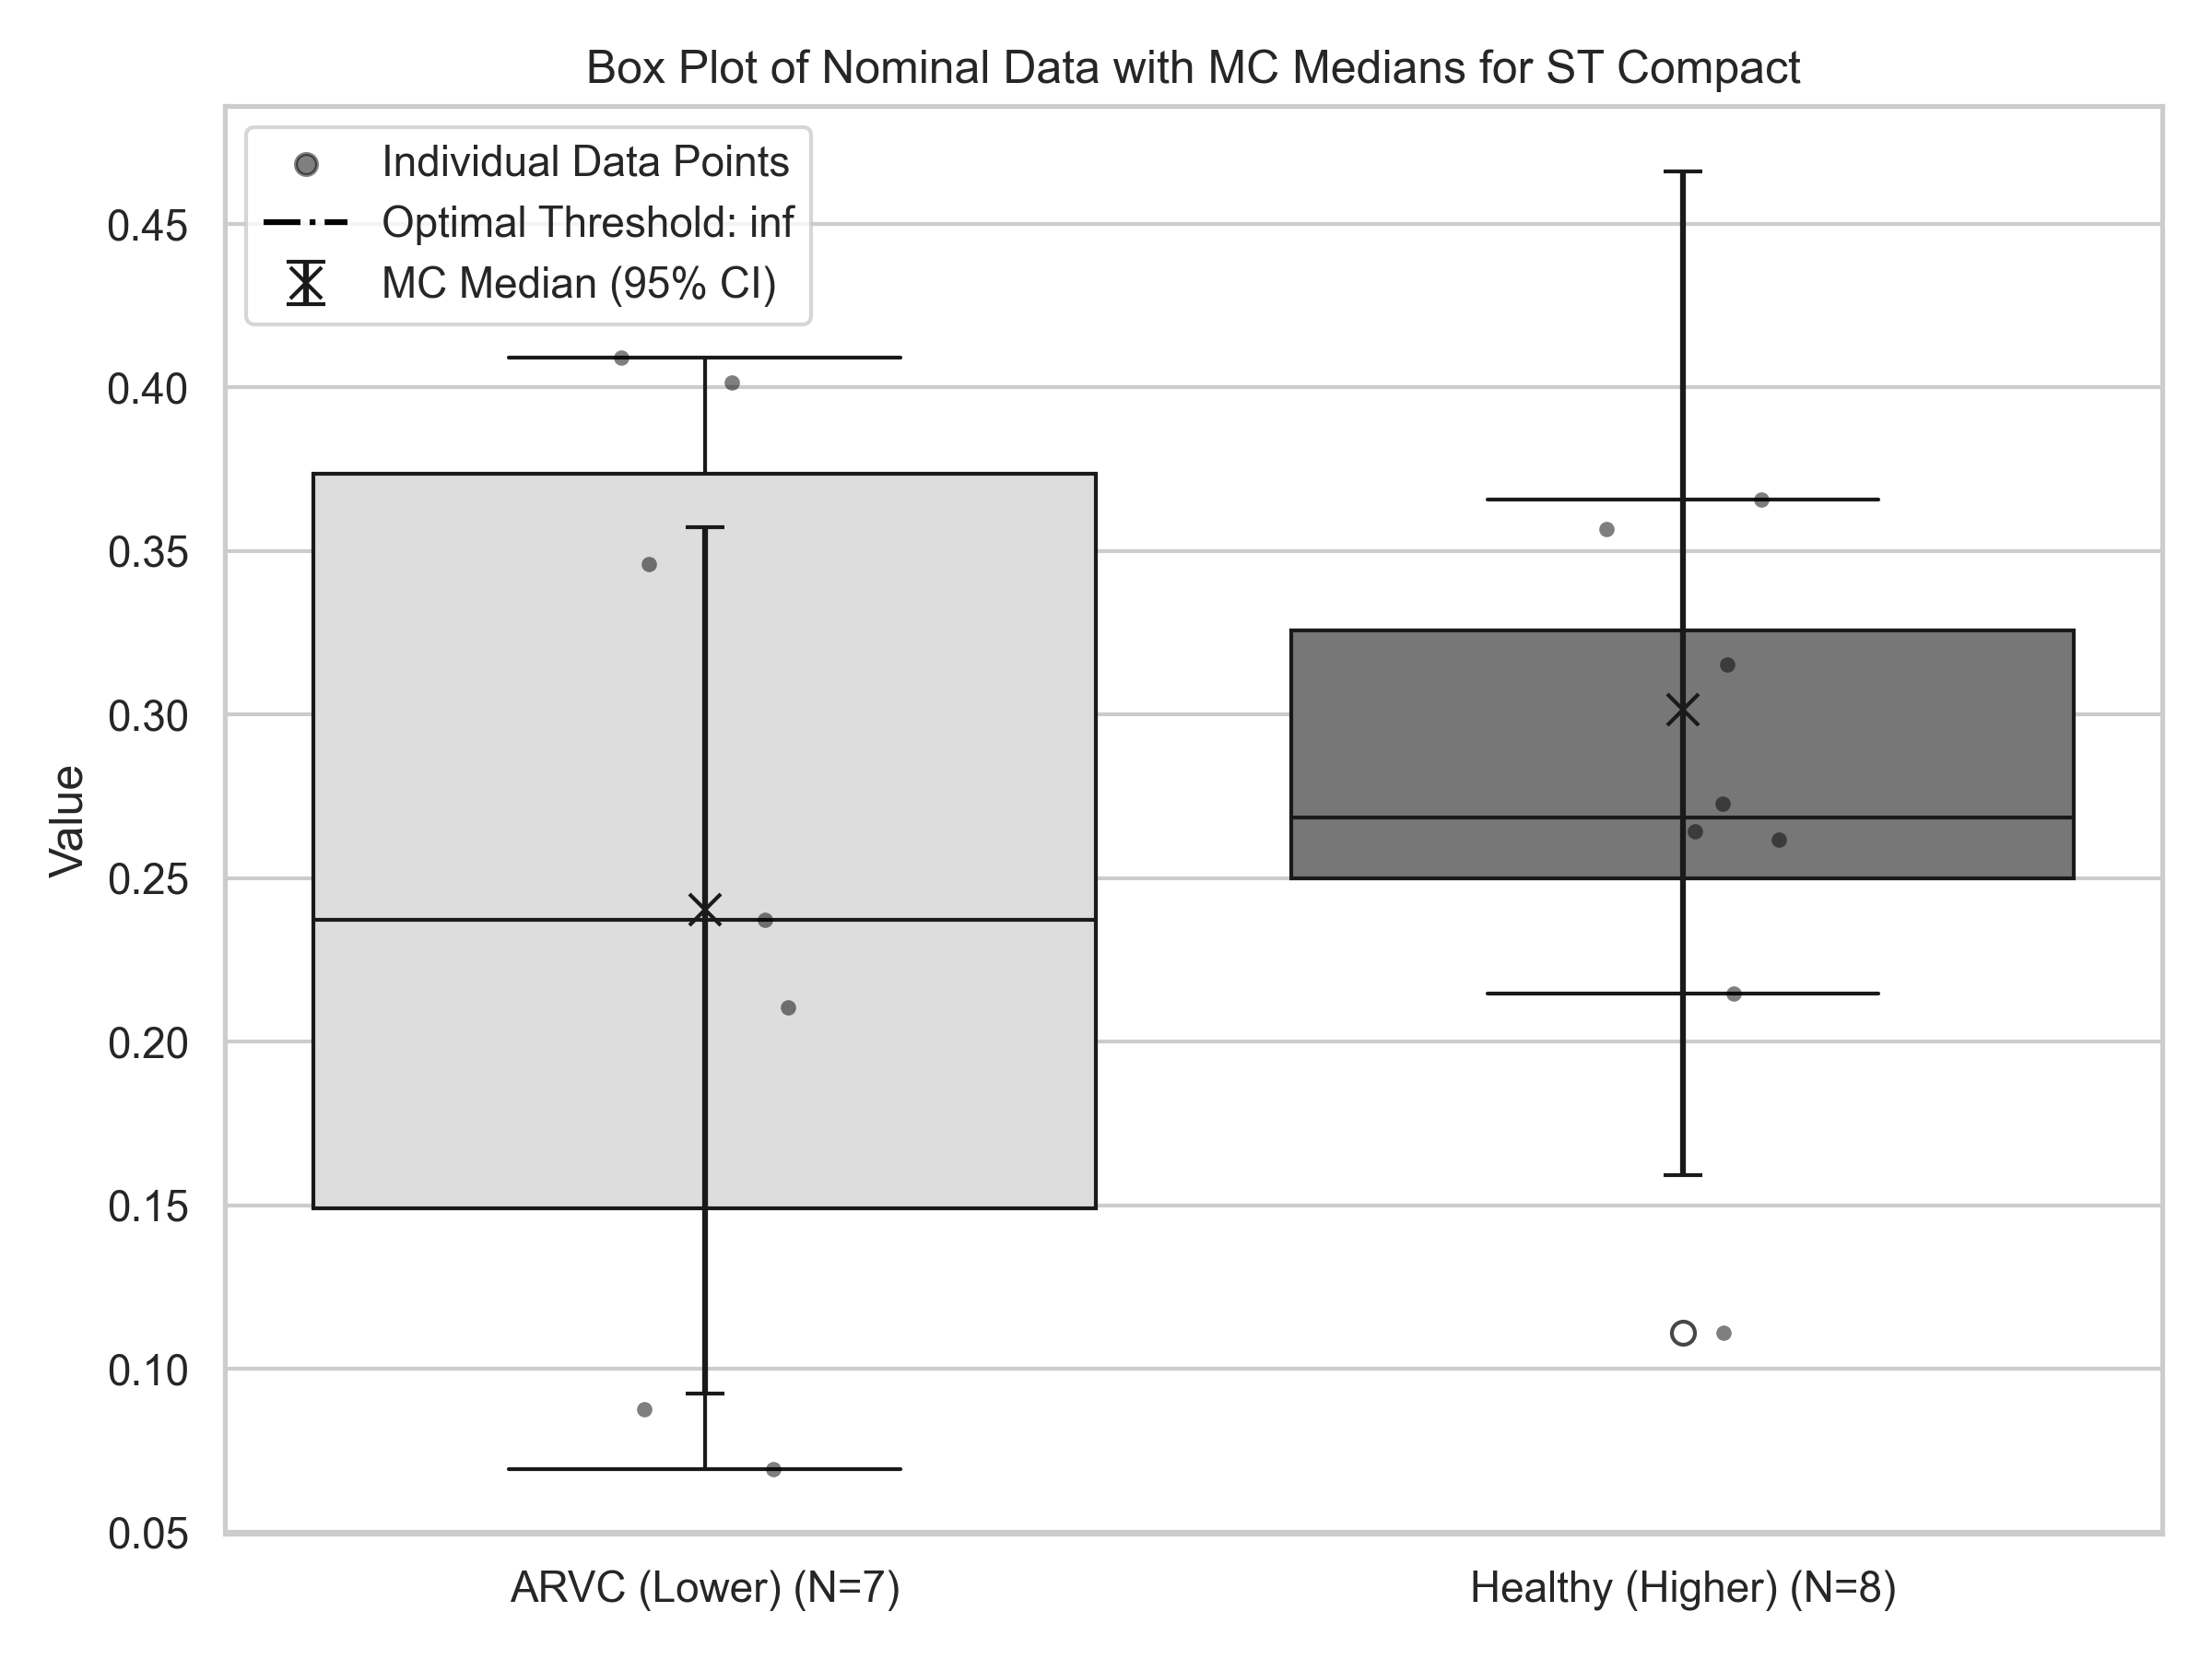 Box Plot of Nominal Data with MC Medians for ST Compact
Individual Data Points
Optimal Threshold: inf
MC Median (95% CI)
Value
0.45
0.40
0.35
0.30
0.25
0.20
0.15
0.10
0.05
ARVC (Lower) (N=7)
Healthy (Higher) (N=8)